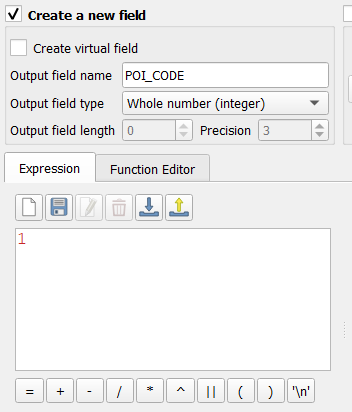 Create a new field
Create virtual field
Output field name POI_CODE
Output field type Whole number (integer)
Output field length 0 Precision 3
Expression Function Editor
1
= + - / * ^ || ( ) '\n'